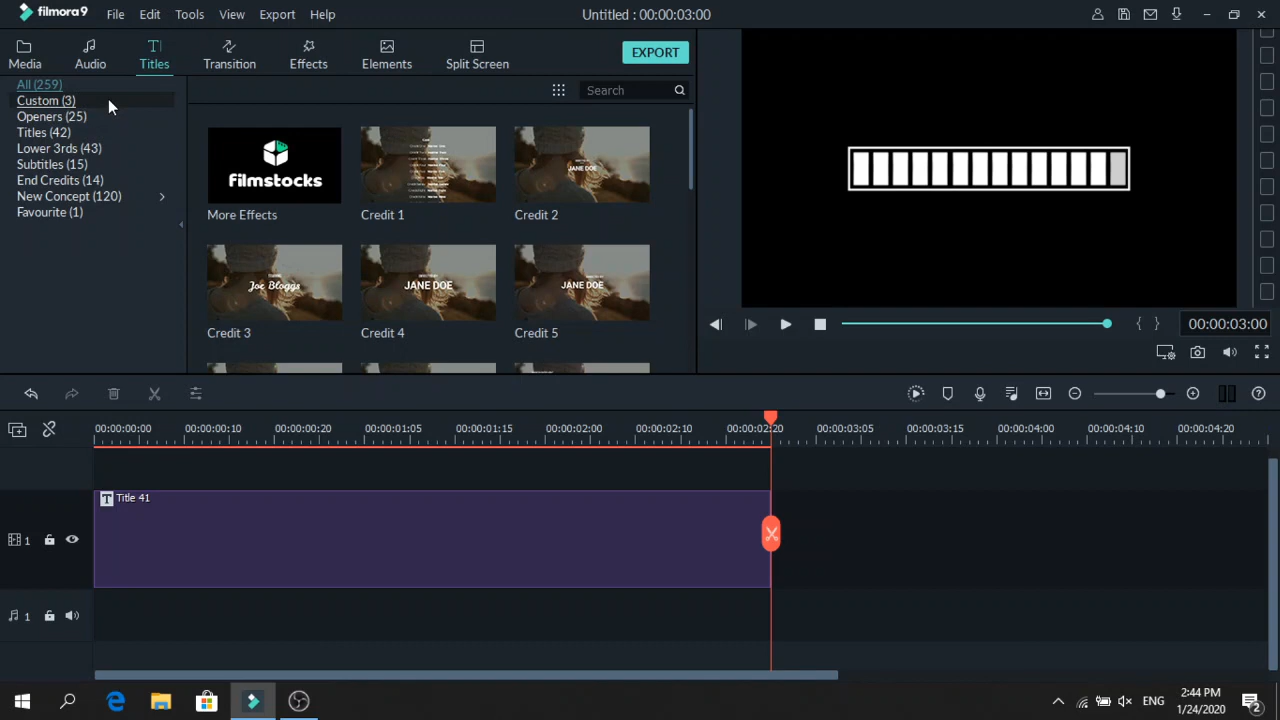 filmora9 File Edit Tools View Export Help Untitled : 00:00:03:00
Media Audio Titles Transition Effects Elements Split Screen EXPORT
All (259)
Custom (3)
Openers (25)
Titles (42)
Lower 3rds (43)
Subtitles (15)
End Credits (14)
New Concept (120)
Favourite (1)
Search
filmstocks
JANE DOE
More Effects Credit 1 Credit 2
Joe Bloggs JANE DOE JANE DOE
Credit 3 Credit 4 Credit 5
00:00:03:00
00:00:00:00 00:00:00:10 00:00:00:20 00:00:01:05 00:00:01:15 00:00:02:00 00:00:02:10 00:00:02:20 00:00:03:05 00:00:03:15 00:00:04:00 00:00:04:10 00:00:04:20
T Title 41
1
1
ENG
2:44 PM
1/24/2020
2